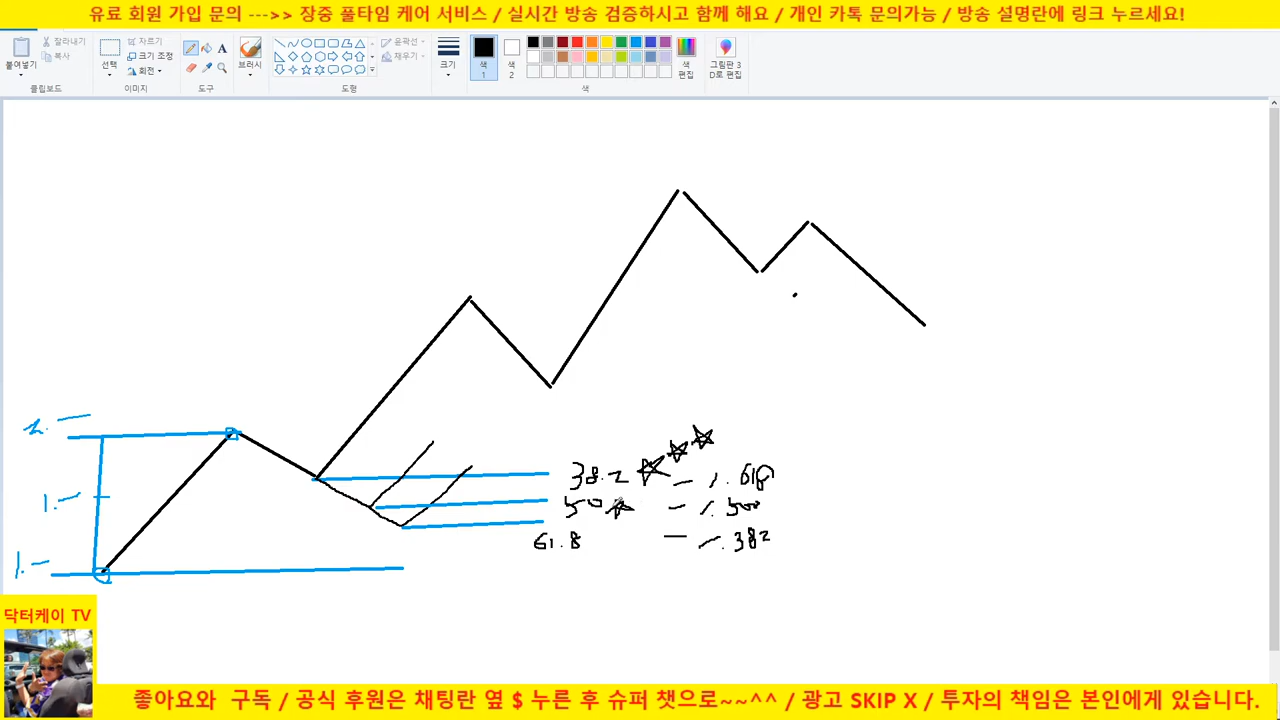 유료 회원 가입 문의 --->> 장중 풀타임 케어 서비스 / 실시간 방송 검증하시고 함께 해요 / 개인 카톡 문의가능 / 방송 설명란에 링크 누르세요!
붙여넣기
잘라내기
복사
클립보드
선택
자르기
크기 조정
회전
이미지
도구
브러시
윤곽선
채우기
도형
크기
색 1
색 2
색 편집
색
그림판 3D로 편집
2. ―
1. ―
1. ―
38.2 ― 1.618
50 ― 1.500
61.8 ― 1.382
닥터케이 TV
좋아요와 구독 / 공식 후원은 채팅란 옆 $ 누른 후 슈퍼 챗으로~~^^ / 광고 SKIP X / 투자의 책임은 본인에게 있습니다.